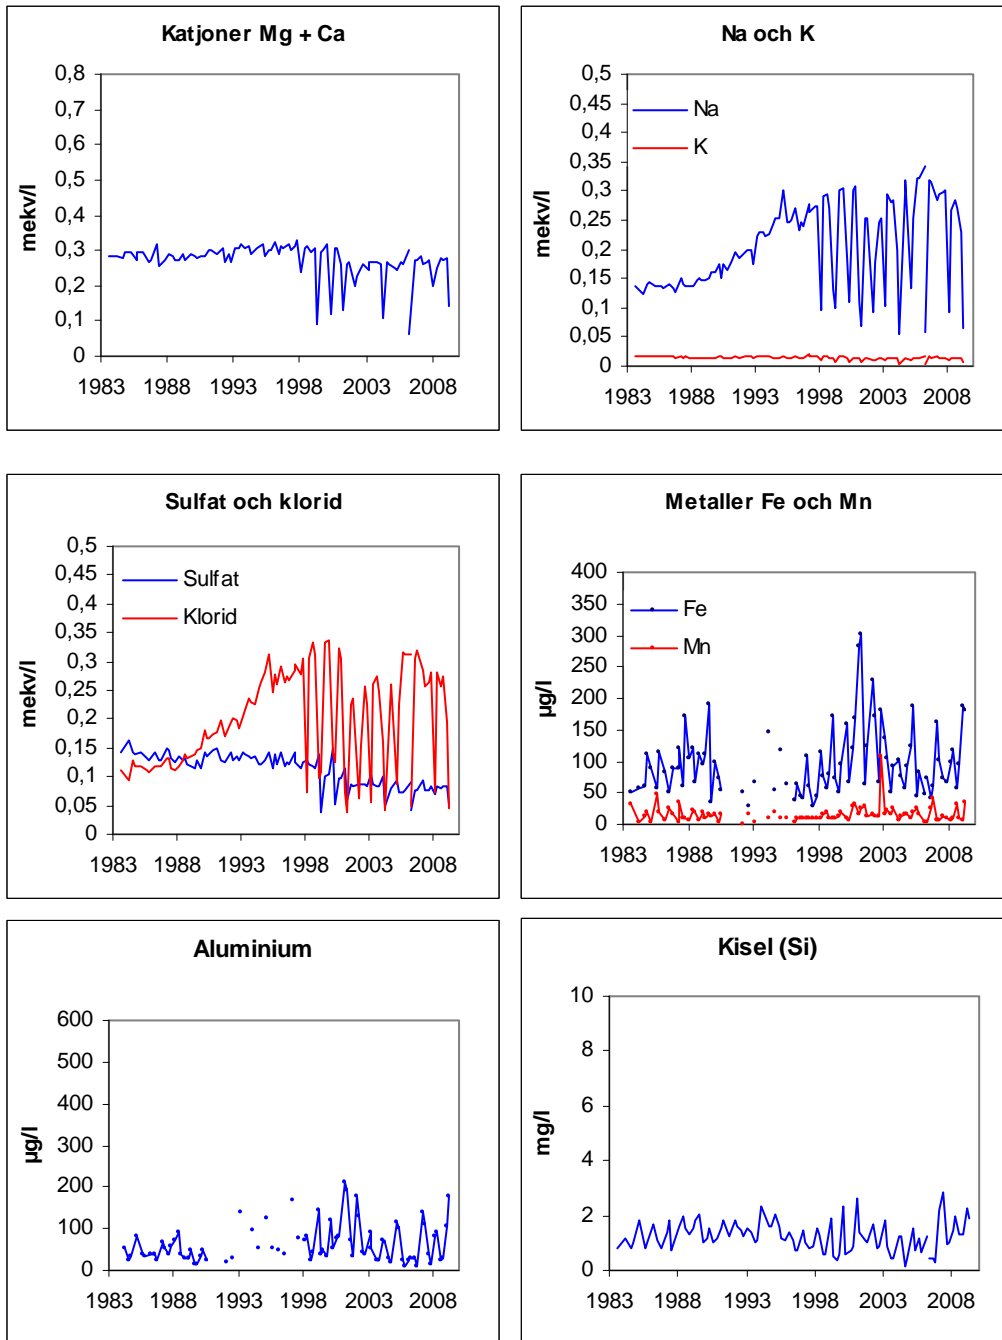 Katjoner Mg + Ca
0,8
0,7
0,6
0,5
0,4
0,3
0,2
0,1
0
mekv/l
1983 1988 1993 1998 2003 2008
Na och K
0,5
0,45
0,4
0,35
0,3
0,25
0,2
0,15
0,1
0,05
0
mekv/l
Na
K
1983 1988 1993 1998 2003 2008
Sulfat och klorid
0,5
0,45
0,4
0,35
0,3
0,25
0,2
0,15
0,1
0,05
0
mekv/l
Sulfat
Klorid
1983 1988 1993 1998 2003 2008
Metaller Fe och Mn
400
350
300
250
200
150
100
50
0
µg/l
Fe
Mn
1983 1988 1993 1998 2003 2008
Aluminium
600
500
400
300
200
100
0
µg/l
1983 1988 1993 1998 2003 2008
Kisel (Si)
10
8
6
4
2
0
mg/l
1983 1988 1993 1998 2003 2008